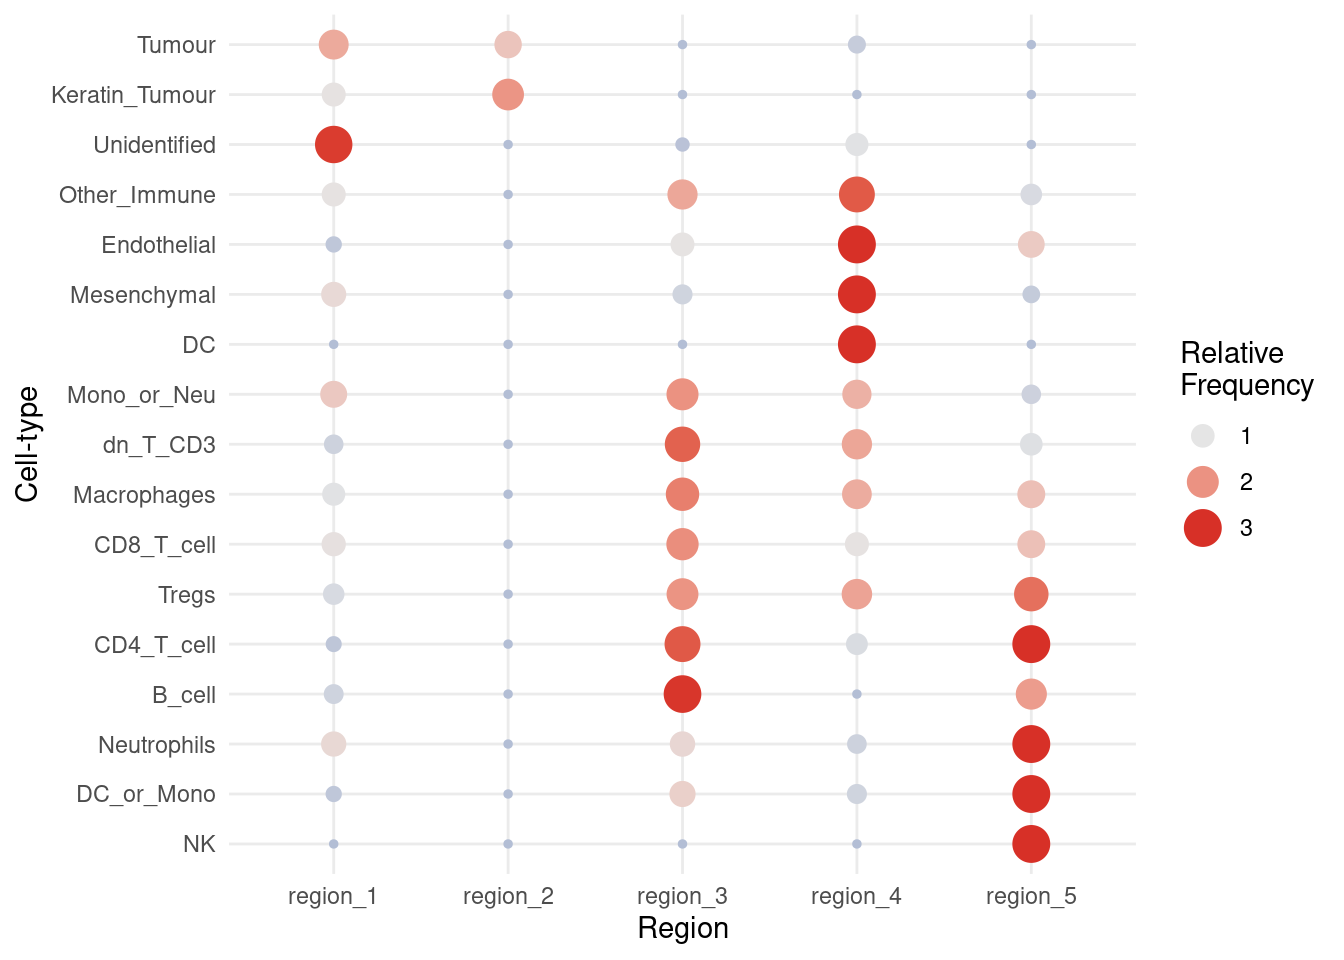 Tumour
Keratin_Tumour
Unidentified
Other_Immune
Endothelial
Mesenchymal
DC
Mono_or_Neu
dn_T_CD3
Macrophages
CD8_T_cell
Tregs
CD4_T_cell
B_cell
Neutrophils
DC_or_Mono
NK
Cell-type
region_1 region_2 region_3 region_4 region_5
Region
Relative
Frequency
1
2
3